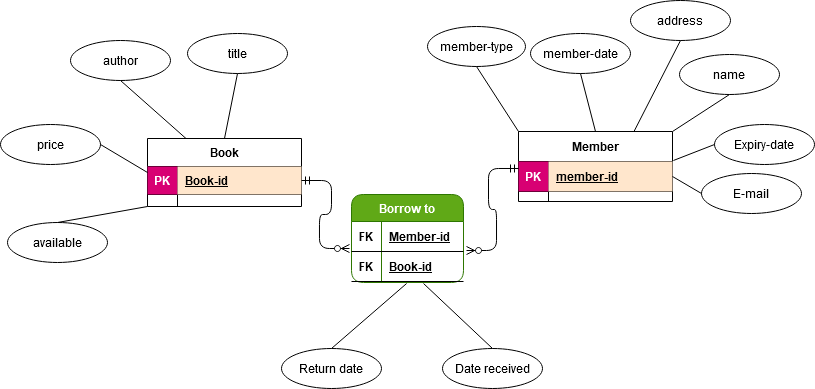 address
title
member-type
member-date
author
name
price
Expiry-date
Book
PK Book-id
Member
PK member-id
E-mail
available
Borrow to
FK Member-id
FK Book-id
Return date
Date received